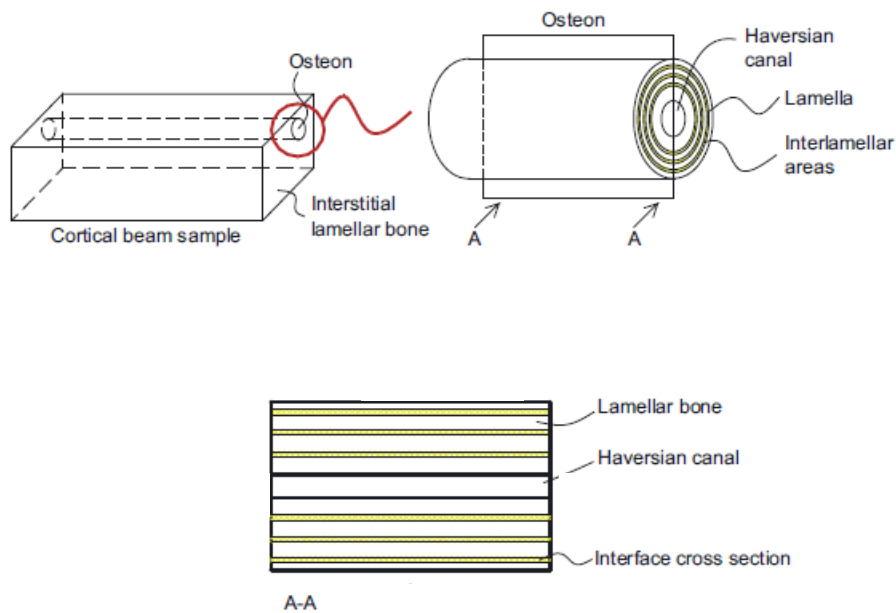 Osteon
Interstitial
lamellar bone
Cortical beam sample
Osteon
Haversian
canal
Lamella
Interlamellar
areas
A
A
Lamellar bone
Haversian canal
Interface cross section
A-A